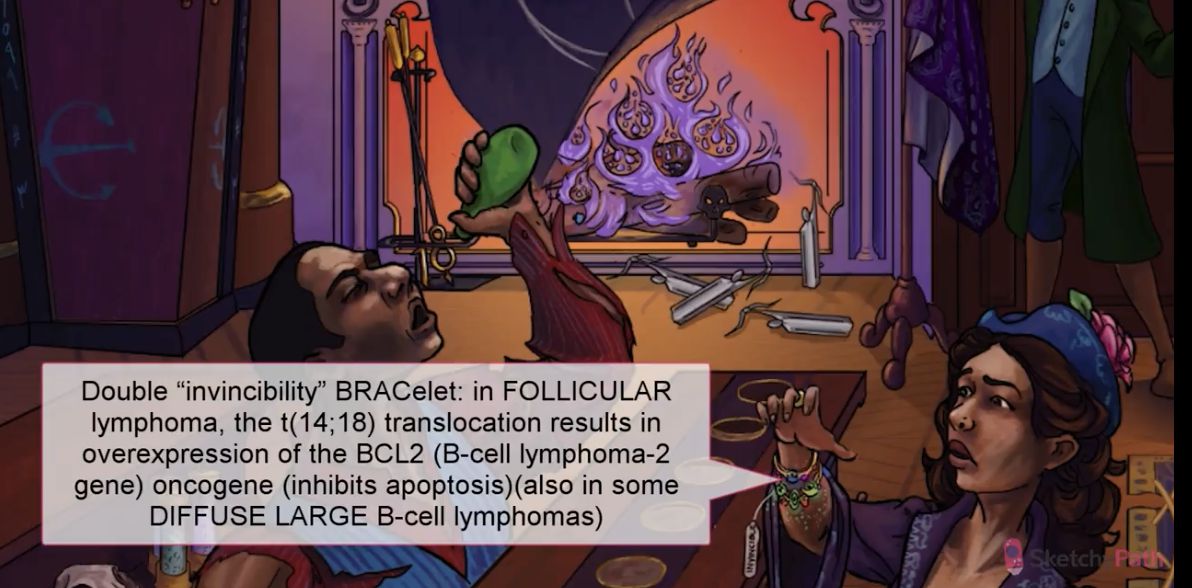 Double “invincibility” BRACelet: in FOLLICULAR
lymphoma, the t(14;18) translocation results in
overexpression of the BCL2 (B-cell lymphoma-2
gene) oncogene (inhibits apoptosis)(also in some
DIFFUSE LARGE B-cell lymphomas)
SketchyPath